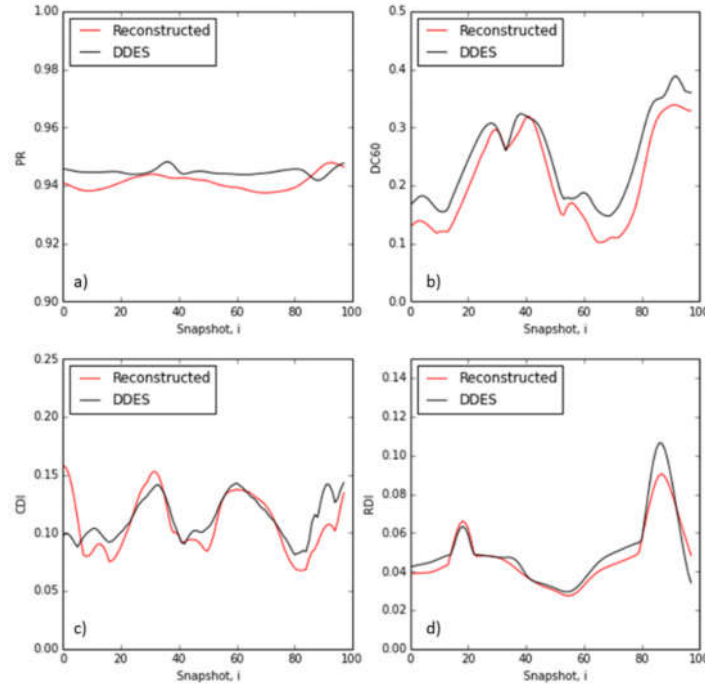 1.00
0.98
0.96
0.94
0.92
0.90
PR
Reconstructed
DDES
a)
0 20 40 60 80 100
Snapshot, i
0.5
0.4
0.3
0.2
0.1
0.0
DC60
Reconstructed
DDES
b)
0 20 40 60 80 100
Snapshot, i
0.25
0.20
0.15
0.10
0.05
0.00
CDI
Reconstructed
DDES
c)
0 20 40 60 80 100
Snapshot, i
0.14
0.12
0.10
0.08
0.06
0.04
0.02
0.00
RDI
Reconstructed
DDES
d)
0 20 40 60 80 100
Snapshot, i